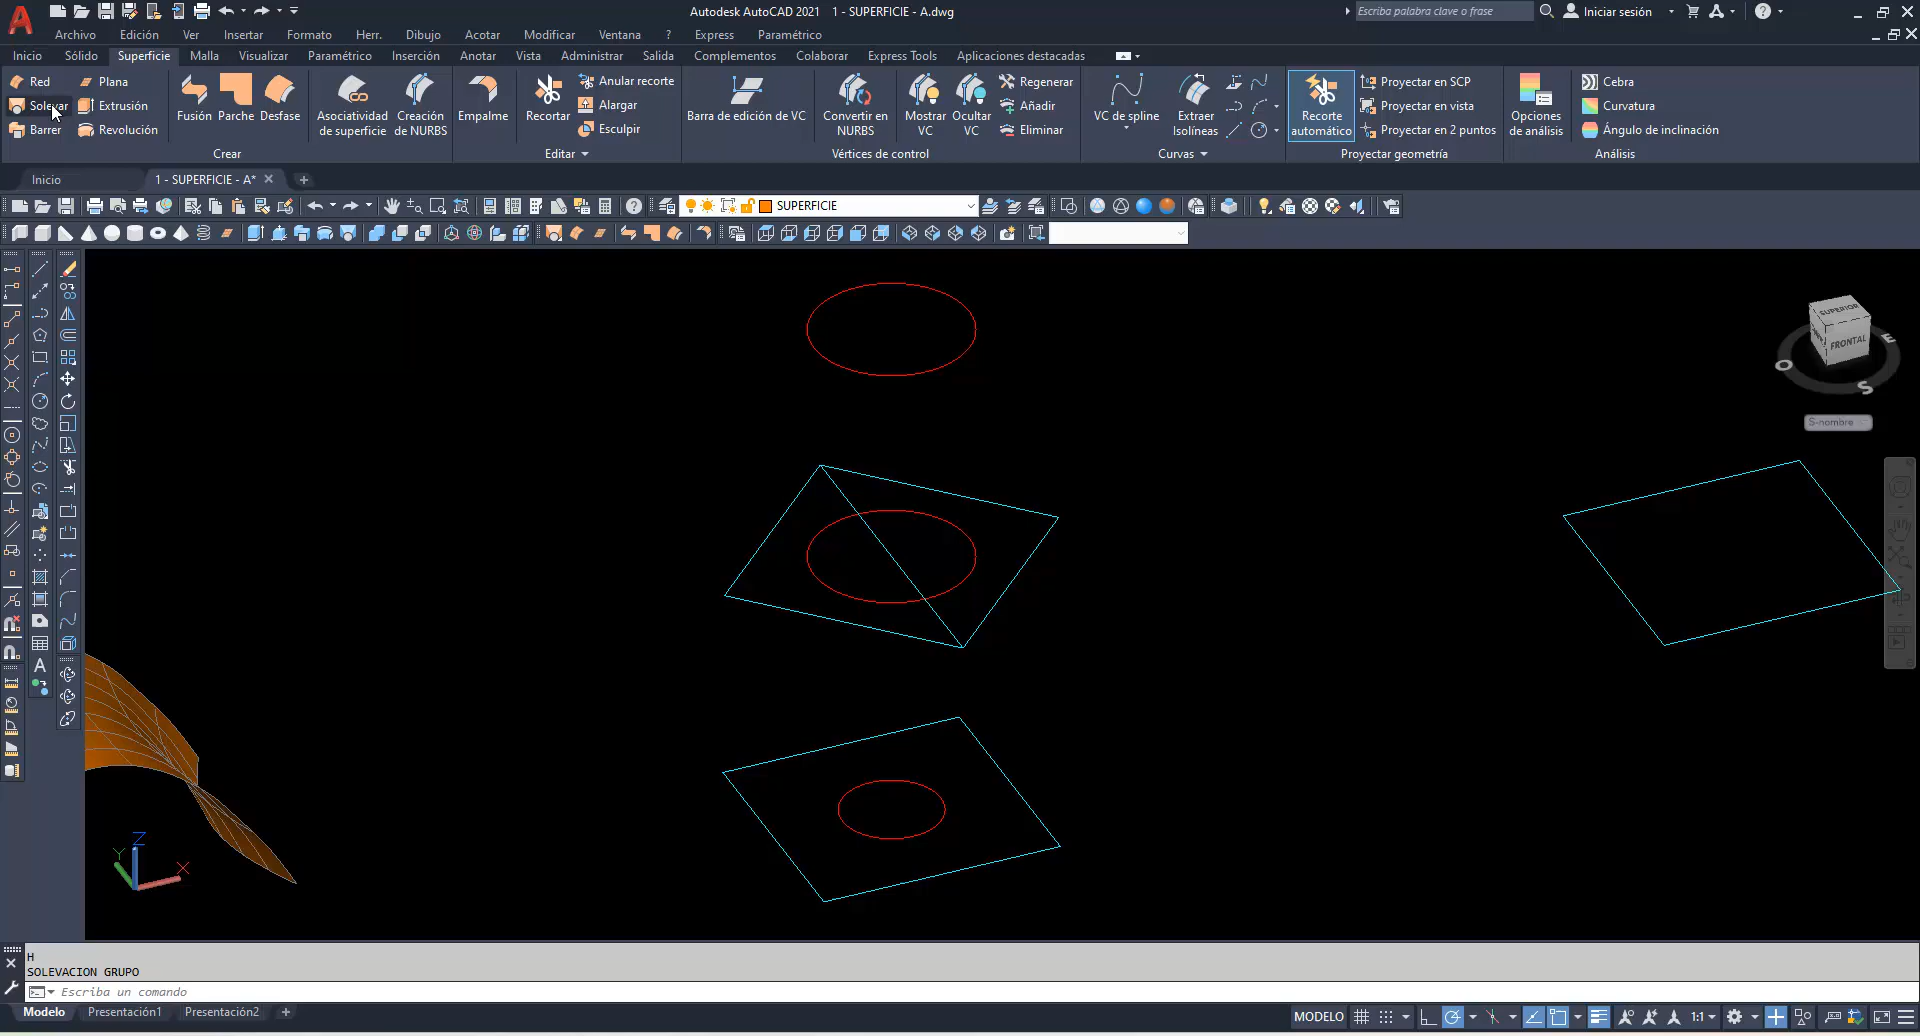 Autodesk AutoCAD 2021 1 - SUPERFICIE - A.dwg
Escriba palabra clave o frase
Iniciar sesión
Archivo Edición Ver Insertar Formato Herr. Dibujo Acotar Modificar Ventana ? Express Paramétrico
Inicio Sólido Superficie Malla Visualizar Paramétrico Inserción Anotar Vista Administrar Salida Complementos Colaborar Express Tools Aplicaciones destacadas
Red Plana
Solevar Extrusión
Barrer Revolución
Crear
Fusión Parche Desfase
Asociatividad de superficie
Creación de NURBS
Empalme
Recortar
Anular recorte
Alargar
Esculpir
Editar
Barra de edición de VC
Convertir en NURBS
Mostrar VC
Ocultar VC
Regenerar
Añadir
Eliminar
Vértices de control
VC de spline
Extraer Isolíneas
Curvas
Recorte automático
Proyectar en SCP
Proyectar en vista
Proyectar en 2 puntos
Proyectar geometría
Opciones de análisis
Cebra
Curvatura
Ángulo de inclinación
Análisis
Inicio 1 - SUPERFICIE - A*
SUPERFICIE
SUPERIOR
FRONTAL
E
O
S
S-nombre
Z
Y
X
H
SOLEVACION GRUPO
Escriba un comando
Modelo Presentación1 Presentación2
MODELO
1:1